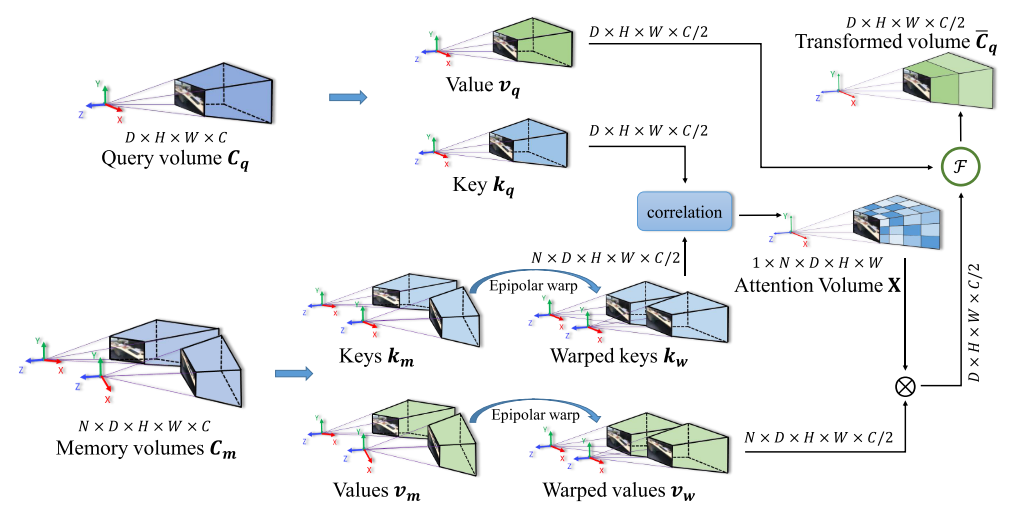 D × H × W × C/2
Transformed volume C̅q
D × H × W × C/2
Value vq
Y
Z
X
D × H × W × C
Query volume Cq
D × H × W × C/2
Key kq
F
correlation
1 × N × D × H × W
Attention Volume X
N × D × H × W × C/2
Epipolar warp
Keys km
Warped keys kw
D × H × W × C/2
N × D × H × W × C
Memory volumes Cm
Epipolar warp
N × D × H × W × C/2
Values vm
Warped values vw